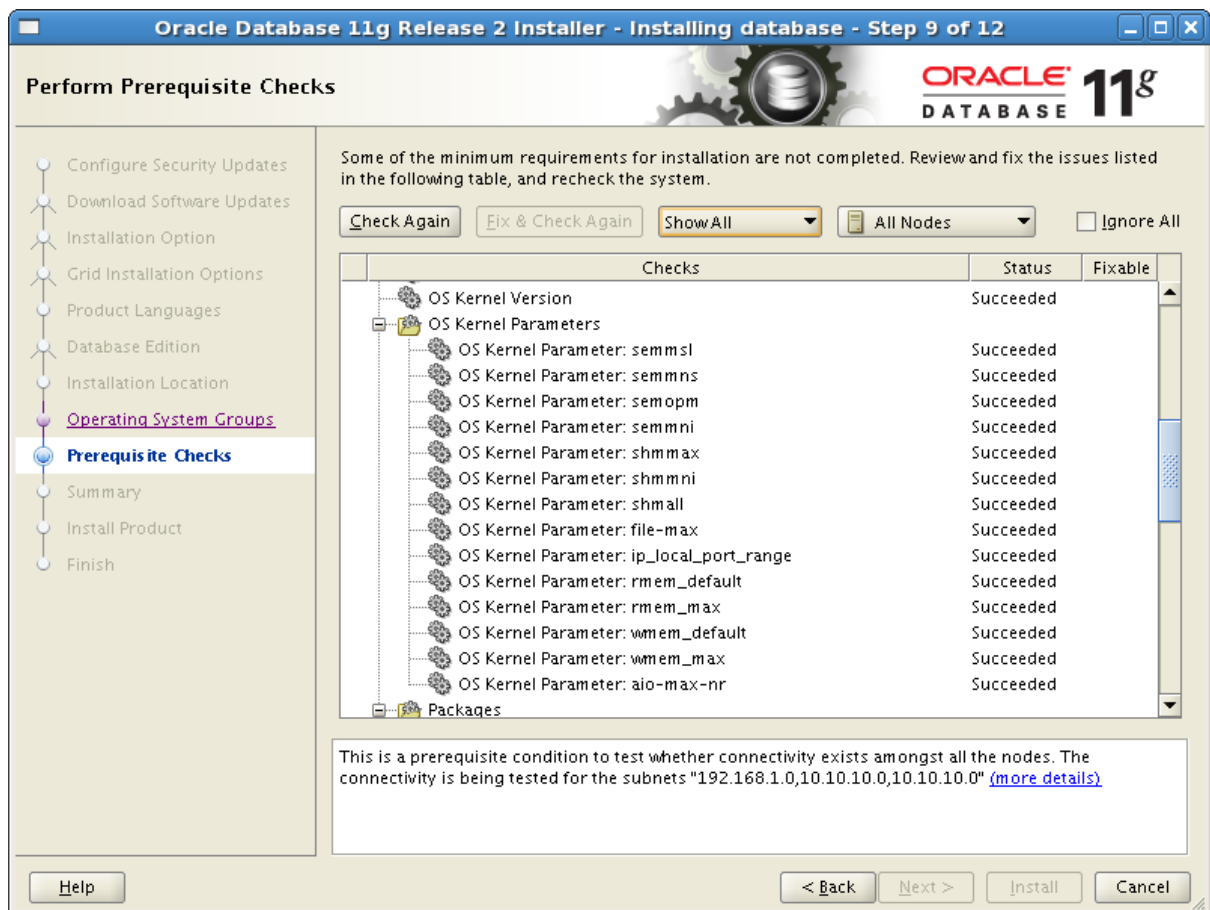 Oracle Database 11g Release 2 Installer - Installing database - Step 9 of 12
Perform Prerequisite Checks
ORACLE
DATABASE
11g
Configure Security Updates
Download Software Updates
Installation Option
Grid Installation Options
Product Languages
Database Edition
Installation Location
Operating System Groups
Prerequisite Checks
Summary
Install Product
Finish
Some of the minimum requirements for installation are not completed. Review and fix the issues listed
in the following table, and recheck the system.
Check Again Fix & Check Again Show All All Nodes Ignore All
Checks Status Fixable
OS Kernel Version Succeeded
OS Kernel Parameters
OS Kernel Parameter: semmsl Succeeded
OS Kernel Parameter: semmns Succeeded
OS Kernel Parameter: semopm Succeeded
OS Kernel Parameter: semmni Succeeded
OS Kernel Parameter: shmmax Succeeded
OS Kernel Parameter: shmmni Succeeded
OS Kernel Parameter: shmall Succeeded
OS Kernel Parameter: file-max Succeeded
OS Kernel Parameter: ip_local_port_range Succeeded
OS Kernel Parameter: rmem_default Succeeded
OS Kernel Parameter: rmem_max Succeeded
OS Kernel Parameter: wmem_default Succeeded
OS Kernel Parameter: wmem_max Succeeded
OS Kernel Parameter: aio-max-nr Succeeded
Packages
This is a prerequisite condition to test whether connectivity exists amongst all the nodes. The
connectivity is being tested for the subnets "192.168.1.0,10.10.10.0,10.10.10.0" (more details)
Help < Back Next > Install Cancel